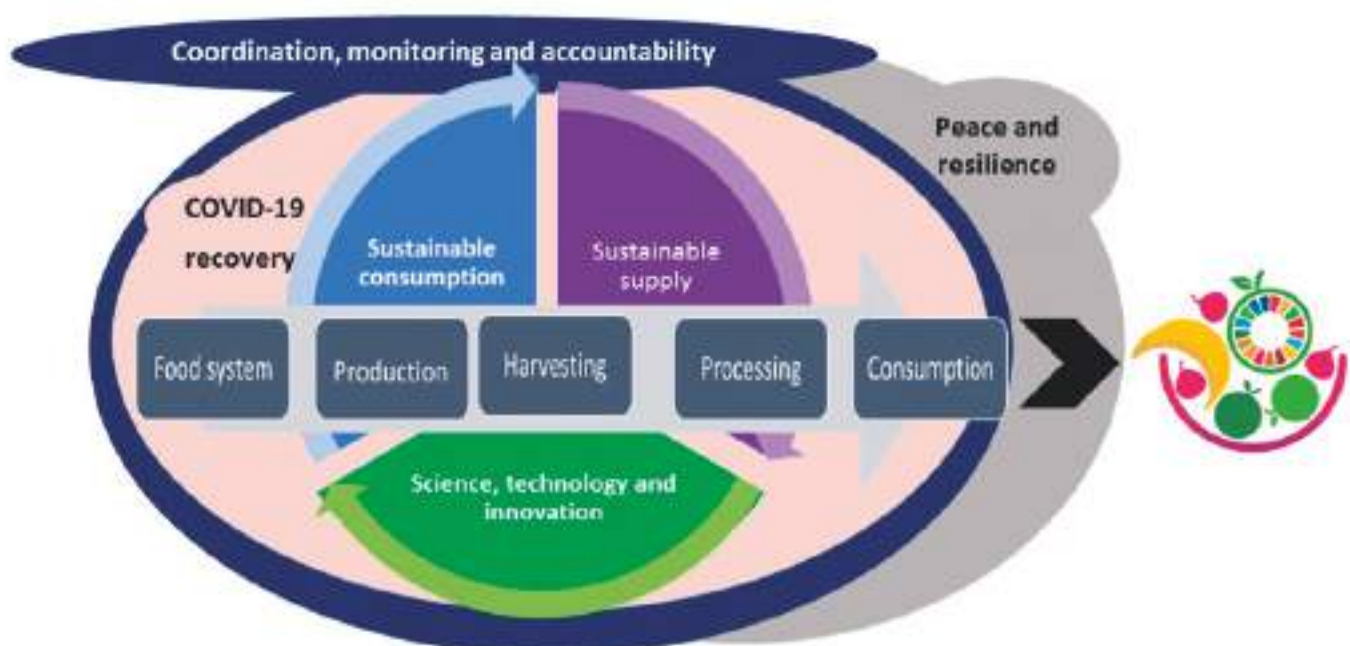 Coordination, monitoring and accountability
Peace and
resilience
COVID-19
recovery
Sustainable
consumption
Sustainable
supply
Food system
Production
Harvesting
Processing
Consumption
Science, technology and
innovation